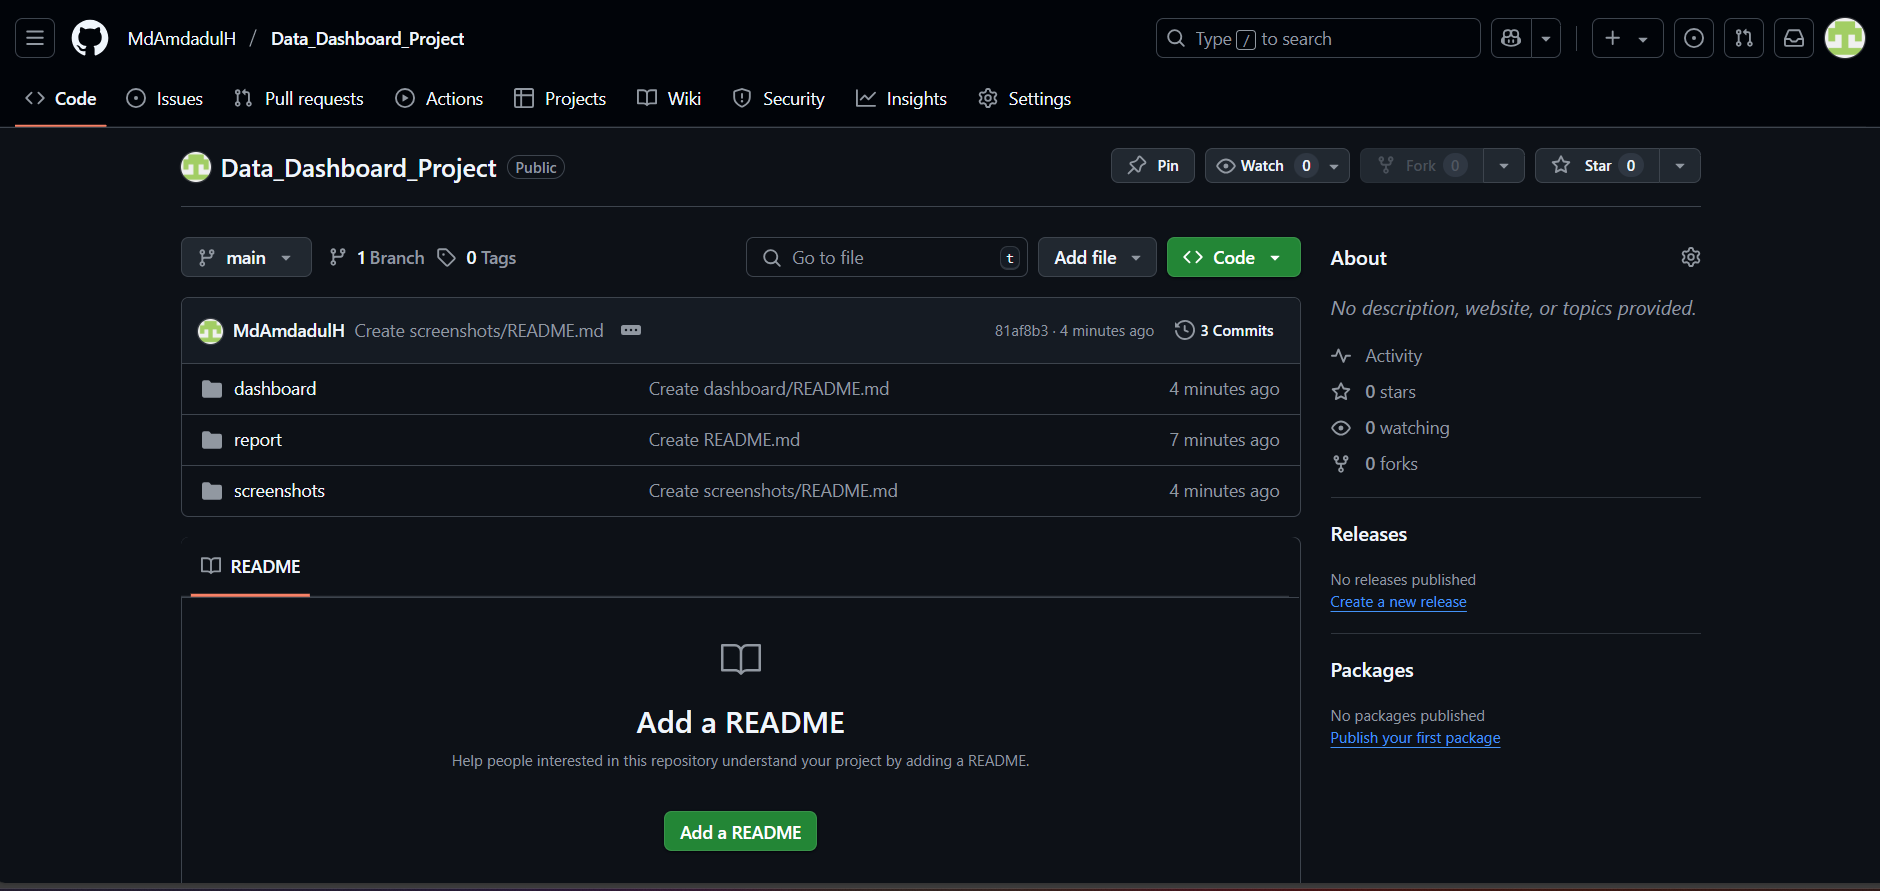 MdAmdadulH / Data_Dashboard_Project
Type / to search
Code
Issues
Pull requests
Actions
Projects
Wiki
Security
Insights
Settings
Data_Dashboard_Project
Public
Pin
Watch 0
Fork 0
Star 0
main
1 Branch
0 Tags
Go to file
t
Add file
Code
MdAmdadulH Create screenshots/README.md
81af8b3 · 4 minutes ago
3 Commits
dashboard Create dashboard/README.md 4 minutes ago
report Create README.md 7 minutes ago
screenshots Create screenshots/README.md 4 minutes ago
README
Add a README
Help people interested in this repository understand your project by adding a README.
Add a README
About
No description, website, or topics provided.
Activity
0 stars
0 watching
0 forks
Releases
No releases published
Create a new release
Packages
No packages published
Publish your first package